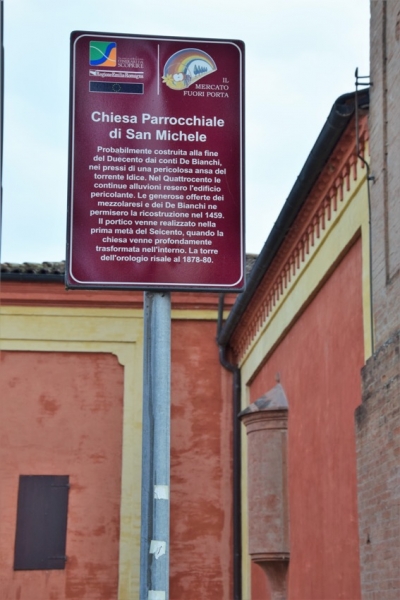 SCOPERE
RegioneEmiliaRomagna
IL
MERCATO
FUORI PORTA
Chiesa Parrocchiale
di San Michele
Probabilmente costruita alla fine
del Duecento dai conti De Bianchi,
nei pressi di una pericolosa ansa del
torrente Idice. Nel Quattrocento le
continue alluvioni resero l'edificio
pericolante. Le generose offerte dei
mezzolaresi e dei De Bianchi ne
permisero la ricostruzione nel 1459.
Il portico venne realizzato nella
prima metà del Seicento, quando la
chiesa venne profondamente
trasformata nell'interno. La torre
dell'orologio risale al 1878-80.